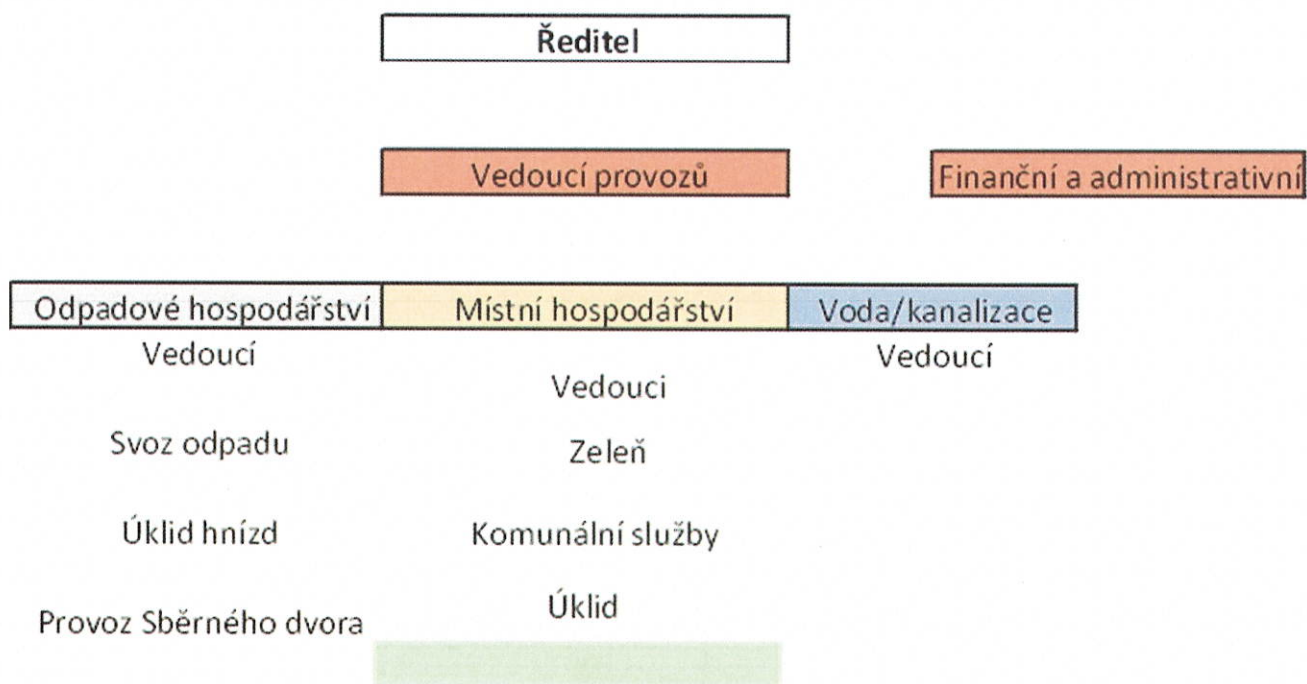 Ředitel
Vedoucí provozů
Finanční a administrativní
Odpadové hospodářství
Místní hospodářství
Voda/kanalizace
Vedoucí
Vedoucí
Vedouci
Svoz odpadu
Zeleň
Úklid hnízd
Komunální služby
Úklid
Provoz Sběrného dvora